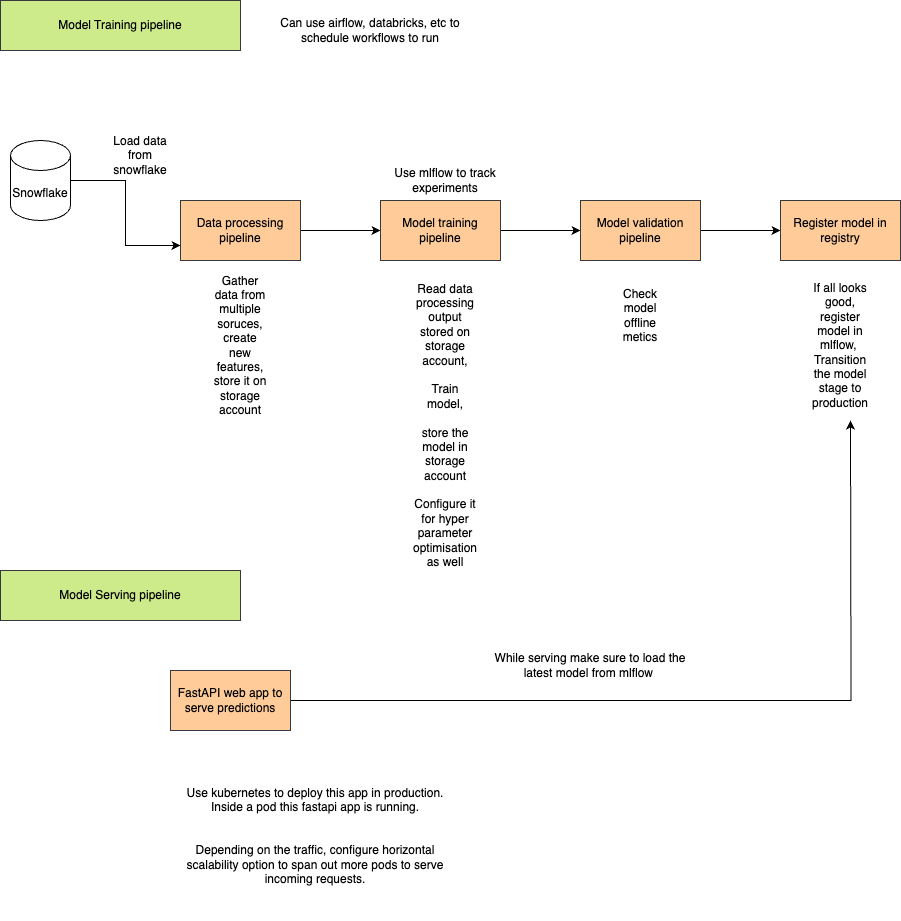 Model Training pipeline
Can use airflow, databricks, etc to
schedule workflows to run
Load data
from
snowflake
Snowflake
Use mlflow to track
experiments
Data processing
pipeline
Model training
pipeline
Model validation
pipeline
Register model in
registry
Gather
data from
multiple
soruces,
create
new
features,
store it on
storage
account
Read data
processing
output
stored on
storage
account,
Train
model,
store the
model in
storage
account
Configure it
for hyper
parameter
optimisation
as well
Check
model
offline
metics
If all looks
good,
register
model in
mlflow,
Transition
the model
stage to
production
Model Serving pipeline
While serving make sure to load the
latest model from mlflow
FastAPI web app to
serve predictions
Use kubernetes to deploy this app in production.
Inside a pod this fastapi app is running.
Depending on the traffic, configure horizontal
scalability option to span out more pods to serve
incoming requests.